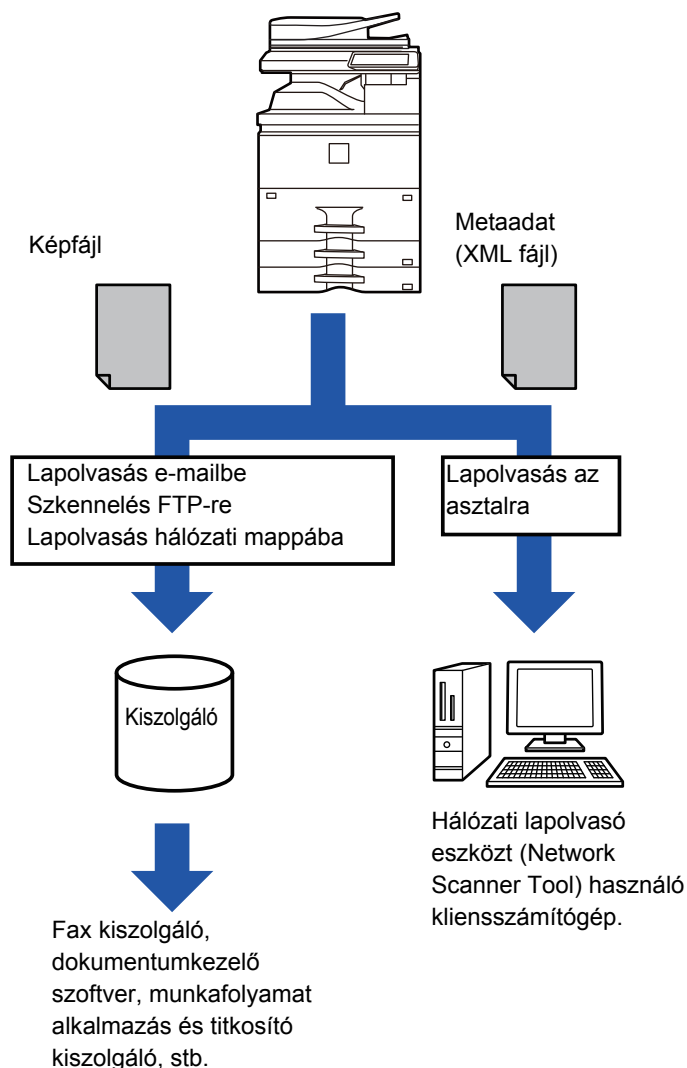 Képfájl
Metaadat
(XML fájl)
Lapolvasás e-mailbe
Szkennelés FTP-re
Lapolvasás hálózati mappába
Lapolvasás az
asztalra
Kiszolgáló
Hálózati lapolvasó
eszközt (Network
Scanner Tool) használó
kliensszámítógép.
Fax kiszolgáló,
dokumentumkezelő
szoftver, munkafolyamat
alkalmazás és titkosító
kiszolgáló, stb.